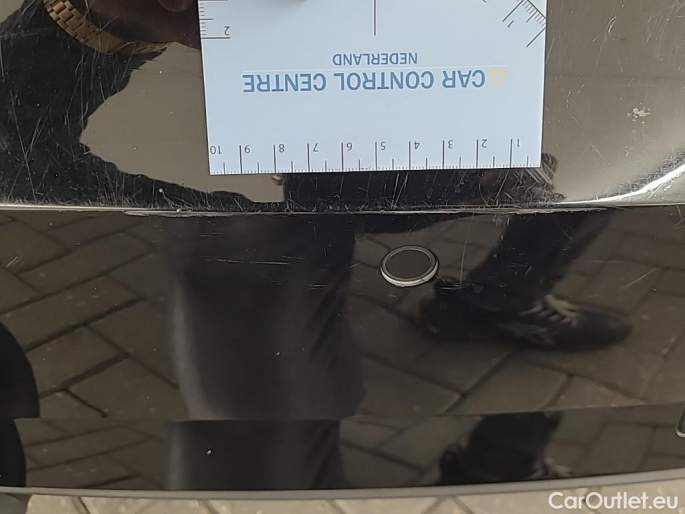 2
CAR CONTROL CENTRE
NEDERLAND
10 9 8 7 6 5 4 3 2 1
CarOutlet.eu